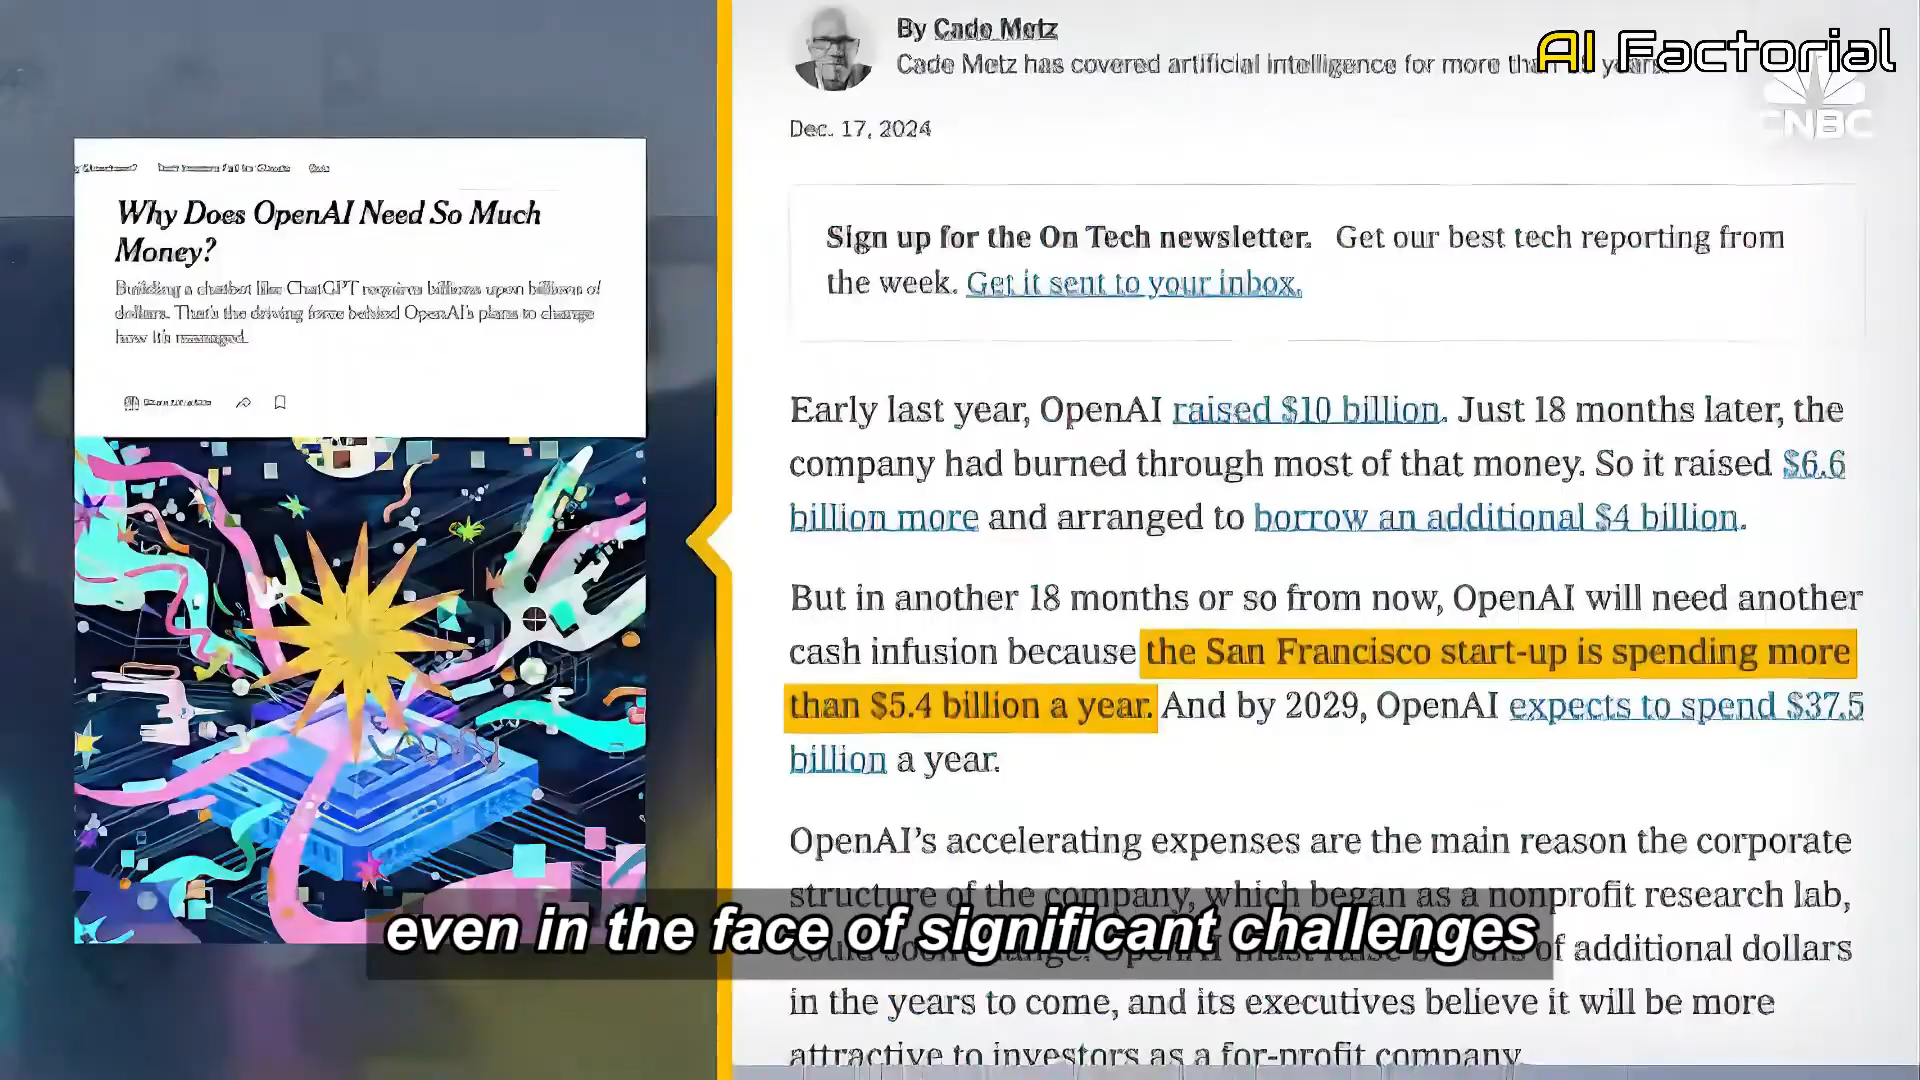 AI Factorial
CNBC
Why Does OpenAI Need So Much
Money?
Building a chatbot like ChatGPT requires billions upon billions of
dollars. That's the driving force behind OpenAI's plans to change
how it's managed.
By Cade Metz
Cade Metz has covered artificial intelligence for more than years.
Dec. 17, 2024
Sign up for the On Tech newsletter. Get our best tech reporting from
the week. Get it sent to your inbox.
Early last year, OpenAI raised $10 billion. Just 18 months later, the
company had burned through most of that money. So it raised $6.6
billion more and arranged to borrow an additional $4 billion.
But in another 18 months or so from now, OpenAI will need another
cash infusion because the San Francisco start-up is spending more
than $5.4 billion a year. And by 2029, OpenAI expects to spend $37.5
billion a year.
OpenAI's accelerating expenses are the main reason the corporate
structure of the company, which began as a nonprofit research lab,
could soon change. OpenAI must raise billions of additional dollars
in the years to come, and its executives believe it will be more
attractive to investors as a for-profit company.
even in the face of significant challenges